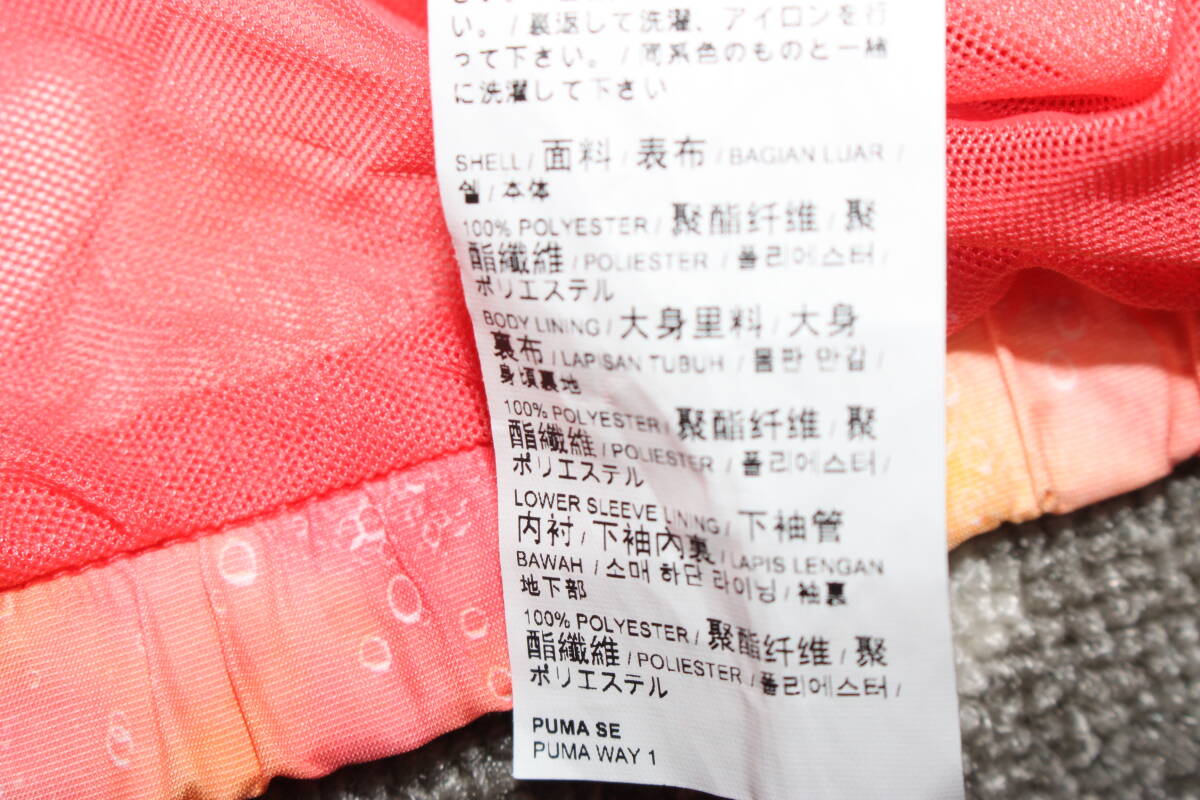 い。/裏返して洗濯、アイロンを行
って下さい。/同系色のものと一緒
に洗濯して下さい
SHELL / 面料 / 表布 / BAGIAN LUAR /
쉘 / 本体
100% POLYESTER / 聚酯纤维 / 聚
酯纖維 / POLIESTER / 폴리에스터 /
ポリエステル
BODY LINING / 大身里料 / 大身
裏布 / LAPISAN TUBUH / 몸판 안감 /
身頃裏地
100% POLYESTER / 聚酯纤维 / 聚
酯纖維 / POLIESTER / 폴리에스터 /
ポリエステル
LOWER SLEEVE LINING / 下袖管
内衬 / 下袖內裏 / LAPIS LENGAN
BAWAH / 소매 하단 라이닝 / 袖裏
地下部
100% POLYESTER / 聚酯纤维 / 聚
酯纖維 / POLIESTER / 폴리에스터 /
ポリエステル
PUMA SE
PUMA WAY 1